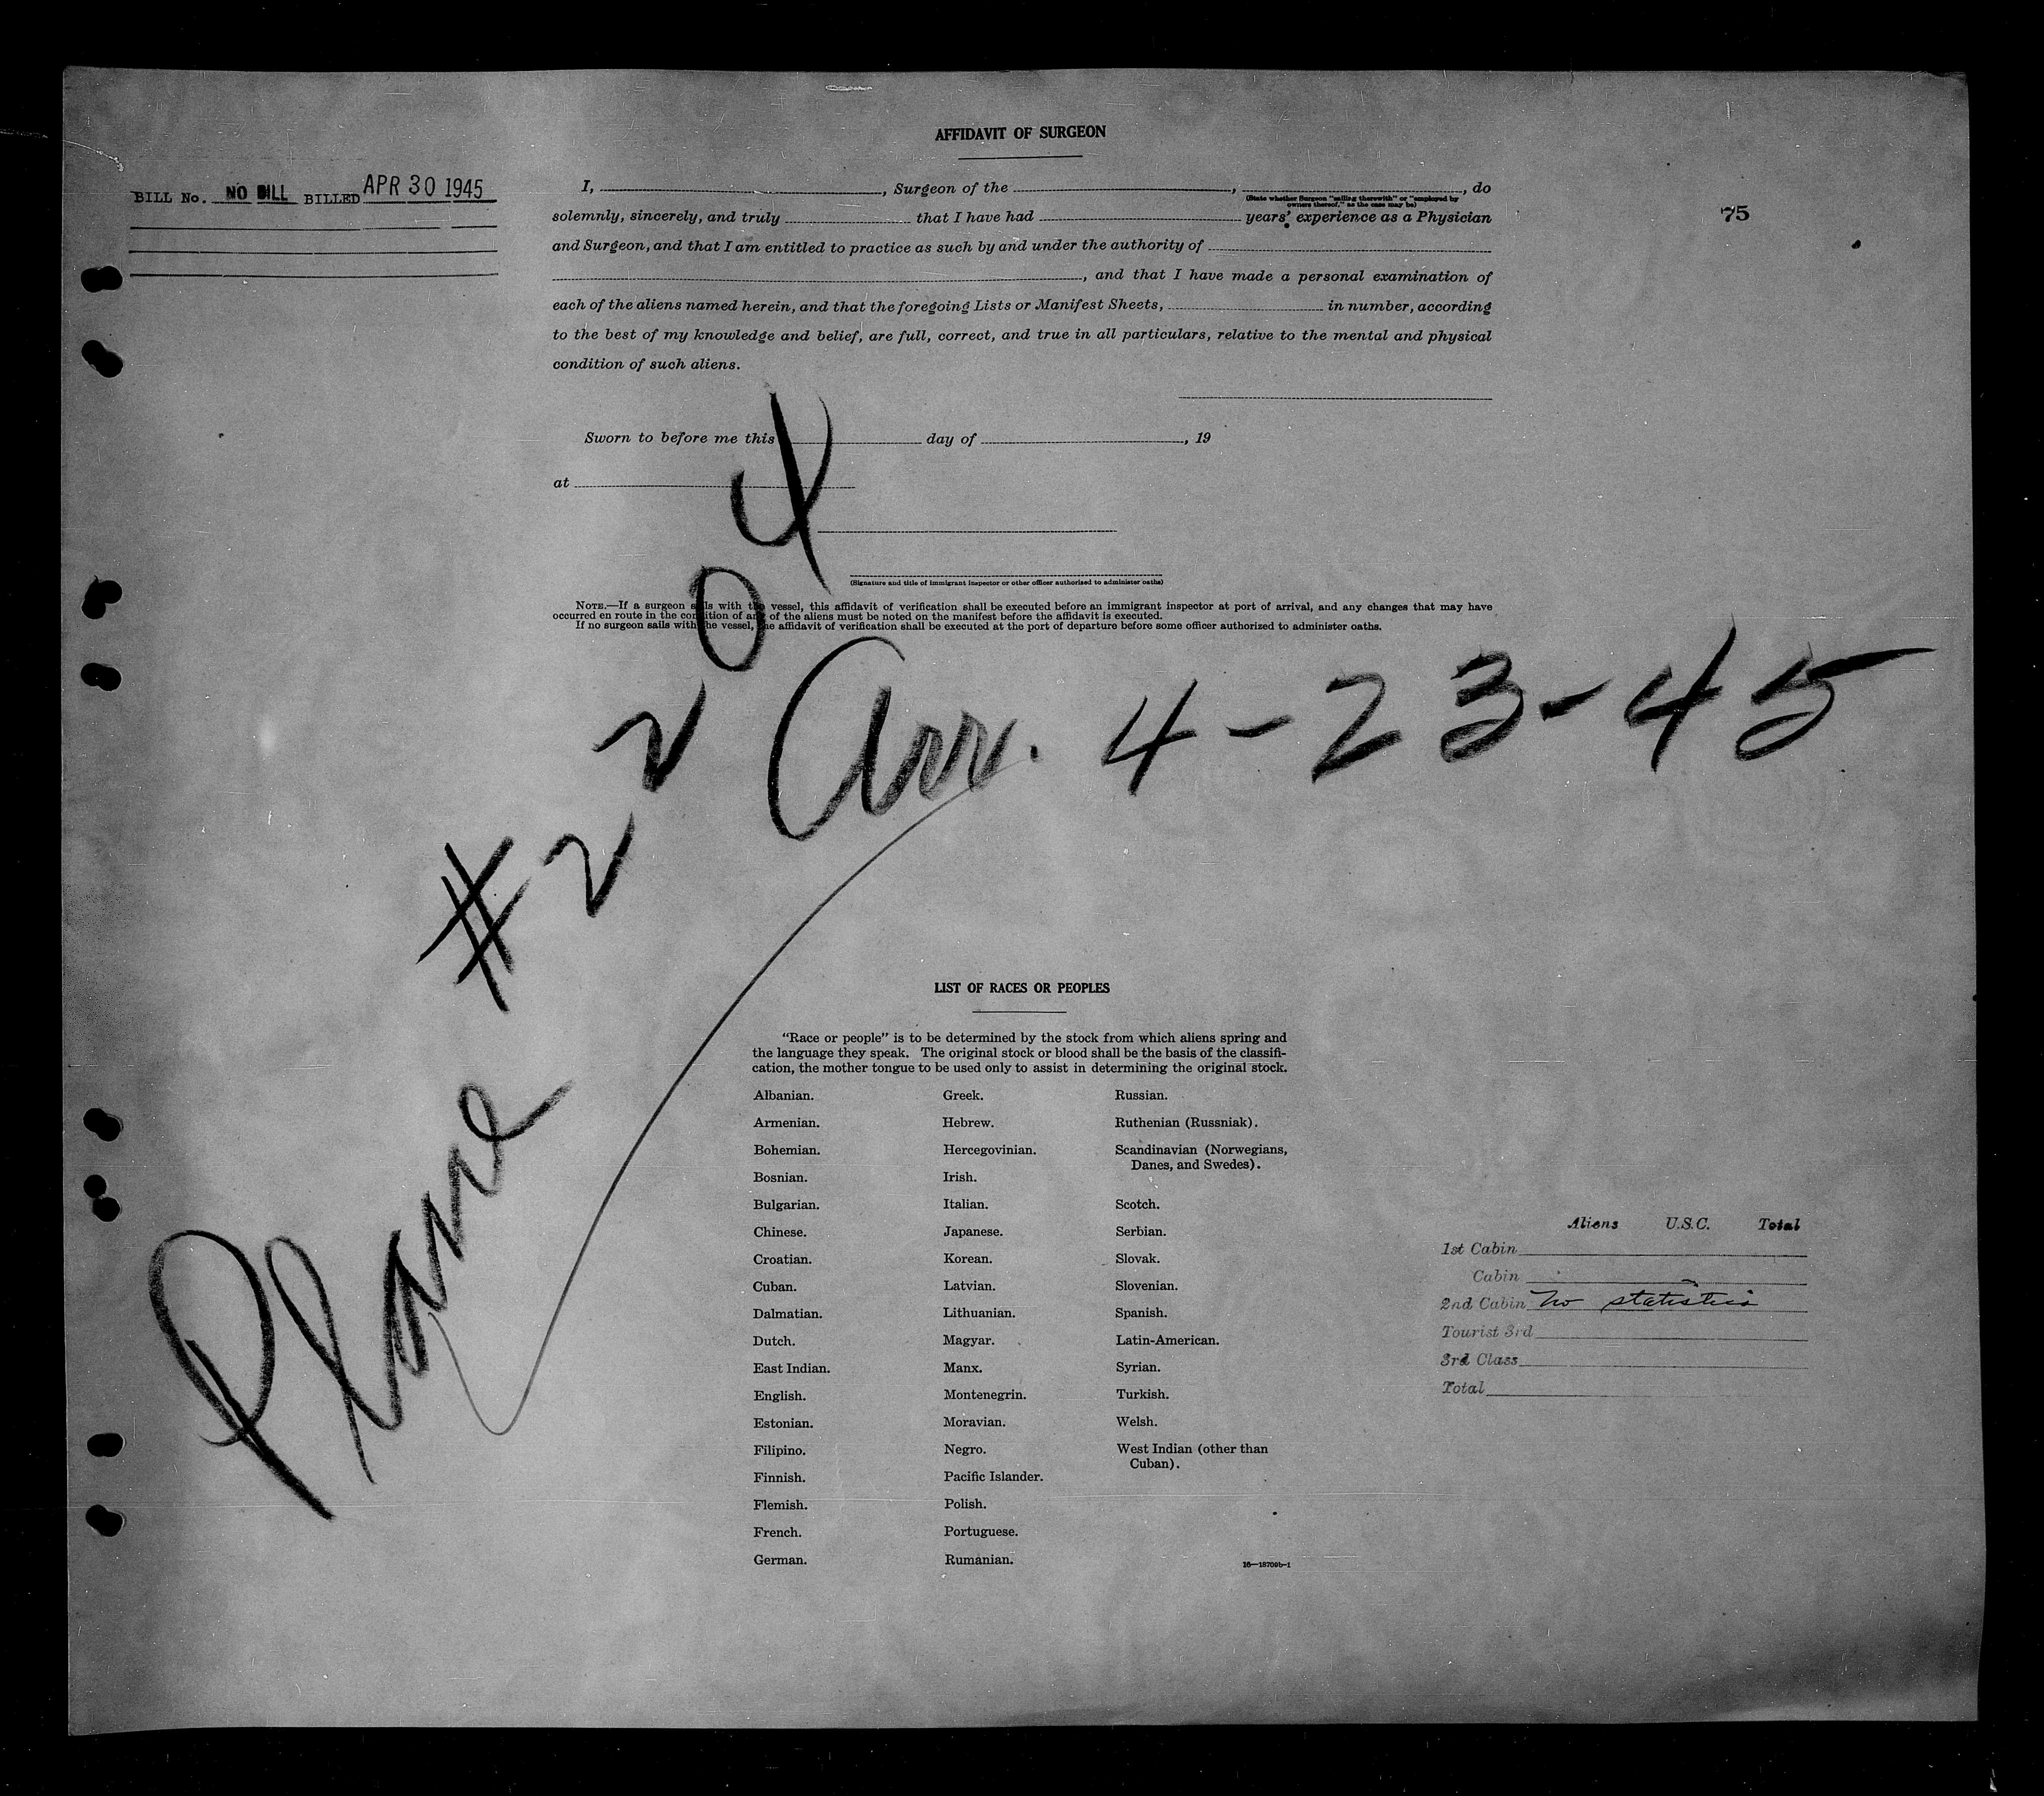 AFFIDAVIT OF SURGEON
BILL No. NO BILL BILLED APR 30 1945
I, , Surgeon of the , , do
(State whether Surgeon "sailing therewith" or "employed by
owners thereof," as the case may be)
solemnly, sincerely, and truly that I have had years' experience as a Physician
75
and Surgeon, and that I am entitled to practice as such by and under the authority of
, and that I have made a personal examination of
each of the aliens named herein, and that the foregoing Lists or Manifest Sheets, in number, according
to the best of my knowledge and belief, are full, correct, and true in all particulars, relative to the mental and physical
condition of such aliens.
Sworn to before me this day of , 19
at
(Signature and title of immigrant inspector or other officer authorized to administer oaths)
NOTE.—If a surgeon sails with the vessel, this affidavit of verification shall be executed before an immigrant inspector at port of arrival, and any changes that may have
occurred en route in the condition of any of the aliens must be noted on the manifest before the affidavit is executed.
If no surgeon sails with the vessel, the affidavit of verification shall be executed at the port of departure before some officer authorized to administer oaths.
Plane #2204
Arr. 4-23-45
LIST OF RACES OR PEOPLES
"Race or people" is to be determined by the stock from which aliens spring and
the language they speak. The original stock or blood shall be the basis of the classifi-
cation, the mother tongue to be used only to assist in determining the original stock.
Albanian.
Armenian.
Bohemian.
Bosnian.
Bulgarian.
Chinese.
Croatian.
Cuban.
Dalmatian.
Dutch.
East Indian.
English.
Estonian.
Filipino.
Finnish.
Flemish.
French.
German.
Greek.
Hebrew.
Hercegovinian.
Irish.
Italian.
Japanese.
Korean.
Latvian.
Lithuanian.
Magyar.
Manx.
Montenegrin.
Moravian.
Negro.
Pacific Islander.
Polish.
Portuguese.
Rumanian.
Russian.
Ruthenian (Russniak).
Scandinavian (Norwegians,
Danes, and Swedes).
Scotch.
Serbian.
Slovak.
Slovenian.
Spanish.
Latin-American.
Syrian.
Turkish.
Welsh.
West Indian (other than
Cuban).
16—18709b-1
Aliens U.S.C. Total
1st Cabin
Cabin
2nd Cabin No statistics
Tourist 3rd
3rd Class
Total